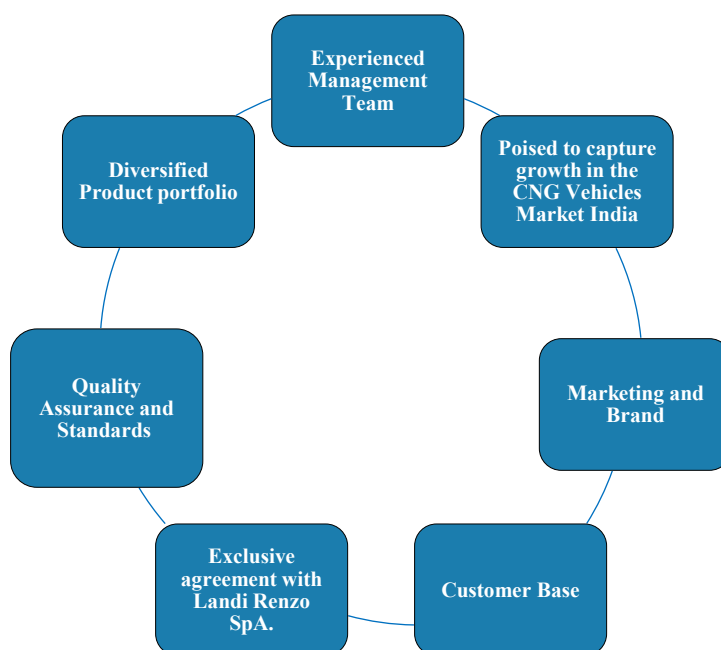 Experienced
Management
Team
Poised to capture
growth in the
CNG Vehicles
Market India
Marketing and
Brand
Customer Base
Exclusive
agreement with
Landi Renzo
SpA.
Quality
Assurance and
Standards
Diversified
Product portfolio